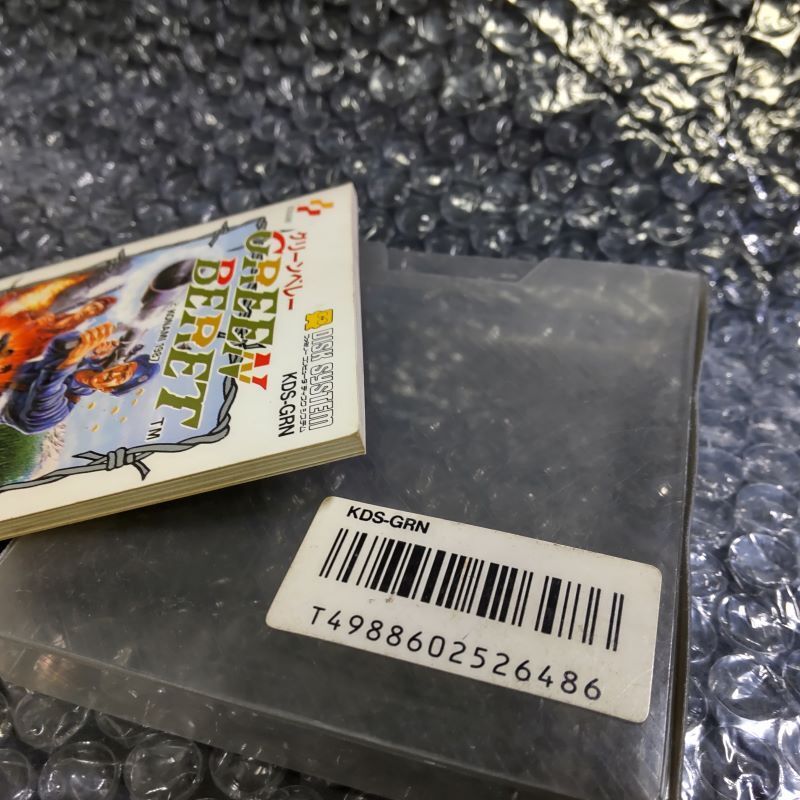 グリーンベレー
GREEN
BERET
TM
© KONAMI 1987
DISK SYSTEM
KDS-GRN
KDS-GRN
T4988602526486